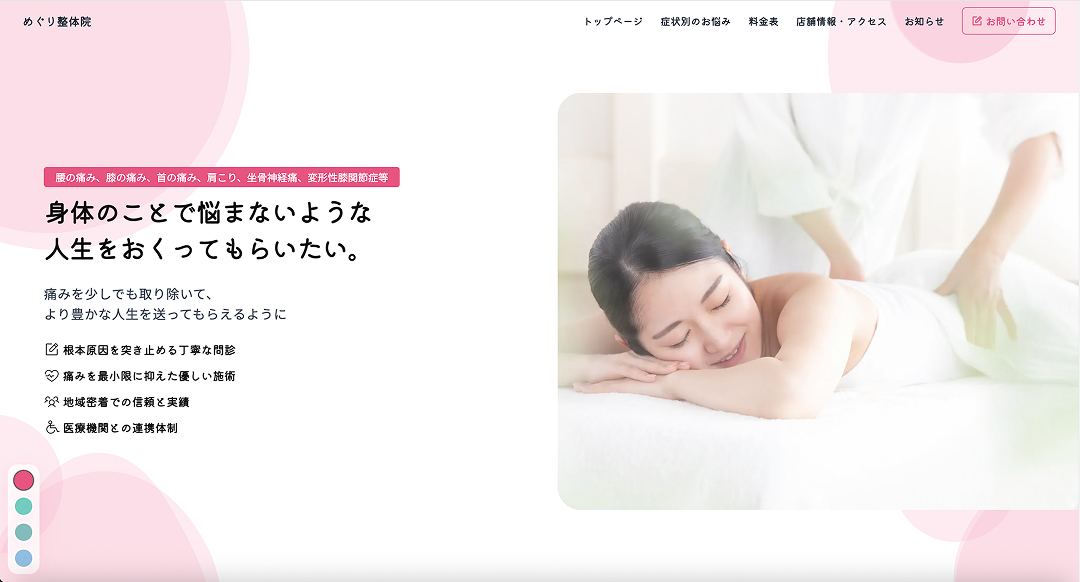 めぐり整体院
トップページ 症状別のお悩み 料金表 店舗情報・アクセス お知らせ お問い合わせ
腰の痛み、膝の痛み、首の痛み、肩こり、坐骨神経痛、変形性膝関節症等
身体のことで悩まないような
人生をおくってもらいたい。
痛みを少しでも取り除いて、
より豊かな人生を送ってもらえるように
根本原因を突き止める丁寧な問診
痛みを最小限に抑えた優しい施術
地域密着での信頼と実績
医療機関との連携体制